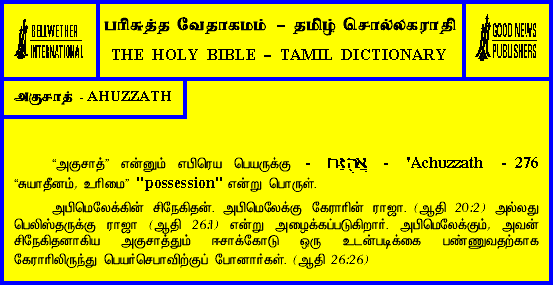 BELLWETHER
INTERNATIONAL
பரிசுத்த வேதாகமம் – தமிழ் சொல்லகராதி
THE HOLY BIBLE – TAMIL DICTIONARY
GOOD NEWS
PUBLISHERS
அகுசாத் - AHUZZATH
“அகுசாத்” என்னும் எபிரெய பெயருக்கு - אֲחֻזַּת - 'Achuzzath - 276
“சுயாதீனம், உரிமை” "possession" என்று பொருள்.
அபிமெலேக்கின் சிநேகிதன். அபிமெலேக்கு கேராரின் ராஜா. (ஆதி 20:2) அல்லது
பெலிஸ்தருக்கு ராஜா (ஆதி 26:1) என்று அழைக்கப்படுகிறார். அபிமெலேக்கும், அவன்
சிநேகிதனாகிய அகுசாத்தும் ஈசாக்கோடு ஒரு உடன்படிக்கை பண்ணுவதற்காக
கேராரிலிருந்து பெயர்செபாவிற்குப் போனார்கள். (ஆதி 26:26)